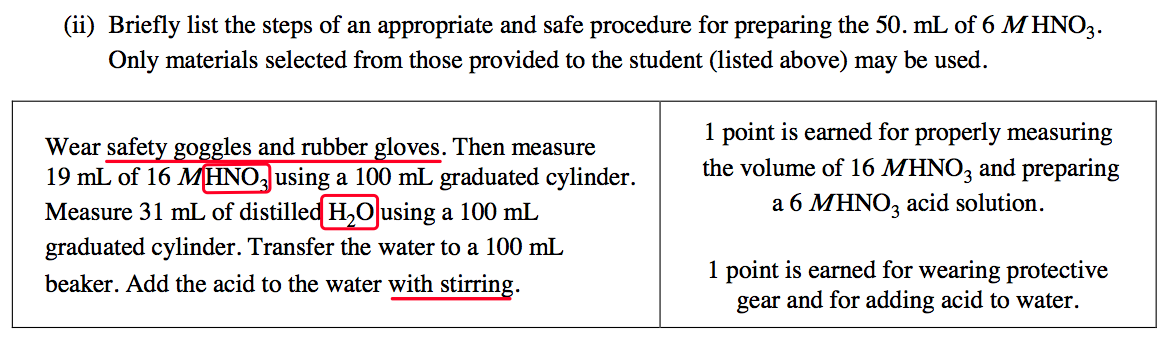 (ii) Briefly list the steps of an appropriate and safe procedure for preparing the 50. mL of 6 M HNO₃.
Only materials selected from those provided to the student (listed above) may be used.
Wear safety goggles and rubber gloves. Then measure
19 mL of 16 M HNO₃ using a 100 mL graduated cylinder.
Measure 31 mL of distilled H₂O using a 100 mL
graduated cylinder. Transfer the water to a 100 mL
beaker. Add the acid to the water with stirring.
1 point is earned for properly measuring
the volume of 16 M HNO₃ and preparing
a 6 M HNO₃ acid solution.
1 point is earned for wearing protective
gear and for adding acid to water.